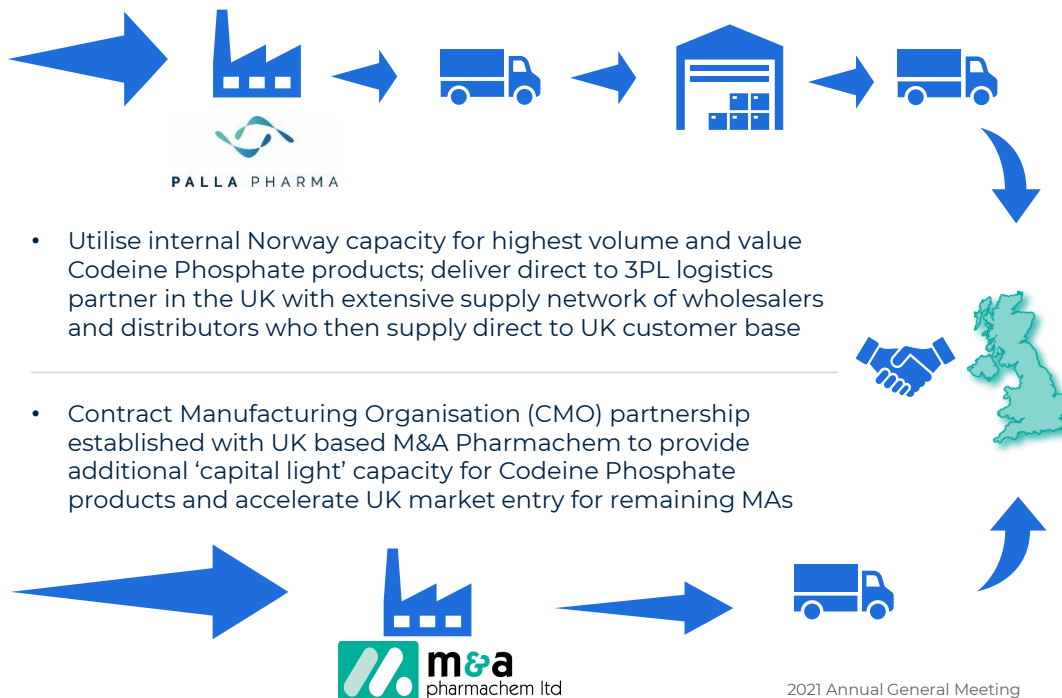 PALLA PHARMA
• Utilise internal Norway capacity for highest volume and value
Codeine Phosphate products; deliver direct to 3PL logistics
partner in the UK with extensive supply network of wholesalers
and distributors who then supply direct to UK customer base
• Contract Manufacturing Organisation (CMO) partnership
established with UK based M&A Pharmachem to provide
additional ‘capital light’ capacity for Codeine Phosphate
products and accelerate UK market entry for remaining MAs
m&a
pharmachem ltd
2021 Annual General Meeting